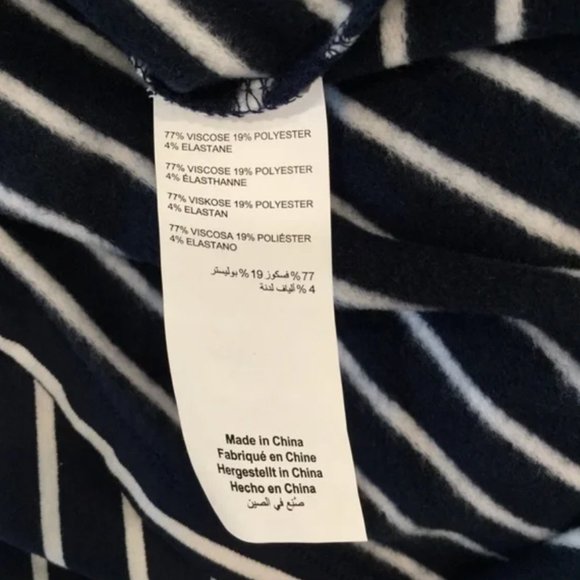 77% VISCOSE 19% POLYESTER
4% ELASTANE
77% VISCOSE 19% POLYESTER
4% ÉLASTHANNE
77% VISKOSE 19% POLYESTER
4% ELASTAN
77% VISCOSA 19% POLIÉSTER
4% ELASTANO
77% فسكوز 19% بوليستر
4% ألياف لدنة
Made in China
Fabriqué en Chine
Hergestellt in China
Hecho en China
صُنِع في الصين